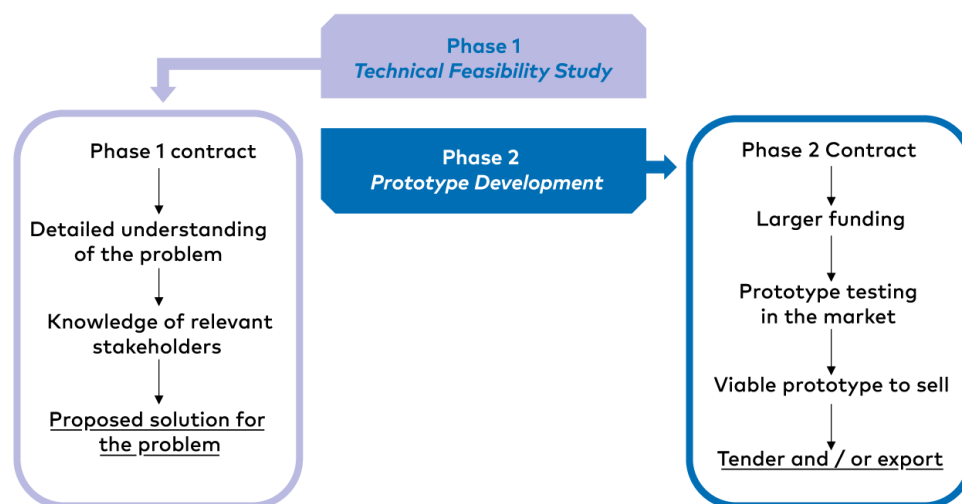 Phase 1
Technical Feasibility Study
Phase 1 contract
Detailed understanding
of the problem
Knowledge of relevant
stakeholders
Proposed solution for
the problem
Phase 2
Prototype Development
Phase 2 Contract
Larger funding
Prototype testing
in the market
Viable prototype to sell
Tender and / or export